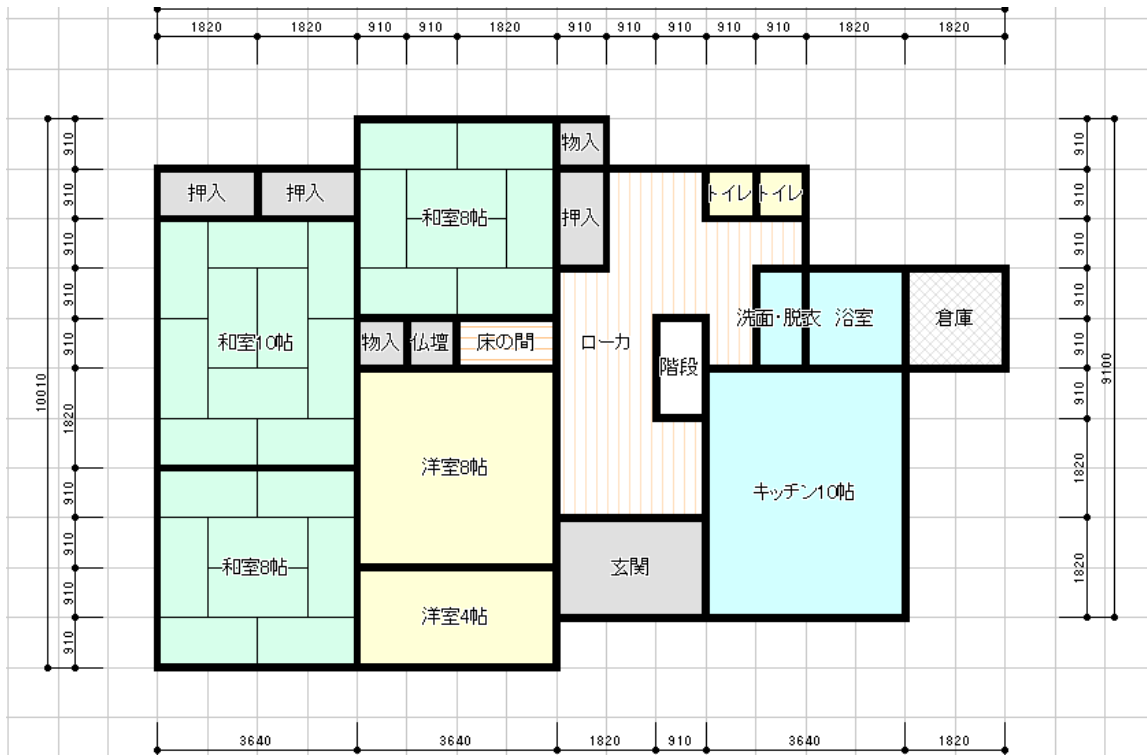 1820 1820 910 910 1820 910 910 910 910 1820 1820
910 910 910 910 910 1820 910 910 910 910
10010
物入
押入 押入
和室8帖
押入
トイレ トイレ
和室10帖
物入 仏壇 床の間
ローカ
洗面・脱衣 浴室
倉庫
階段
洋室8帖
キッチン10帖
和室8帖
玄関
洋室4帖
910 910 910 910 910 910 1820 1820
9100
3640 3640 1820 910 3640 1820